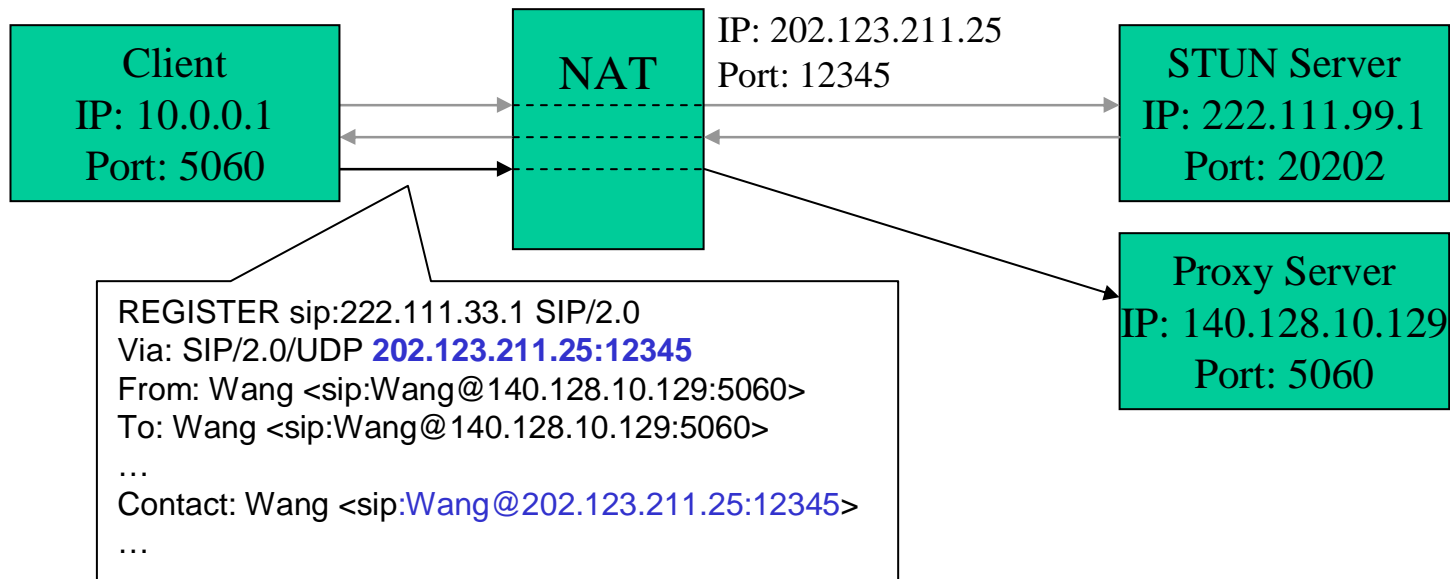 Client
IP: 10.0.0.1
Port: 5060
NAT
IP: 202.123.211.25
Port: 12345
STUN Server
IP: 222.111.99.1
Port: 20202
Proxy Server
IP: 140.128.10.129
Port: 5060
REGISTER sip:222.111.33.1 SIP/2.0
Via: SIP/2.0/UDP 202.123.211.25:12345
From: Wang <sip:Wang@140.128.10.129:5060>
To: Wang <sip:Wang@140.128.10.129:5060>
…
Contact: Wang <sip:Wang@202.123.211.25:12345>
…